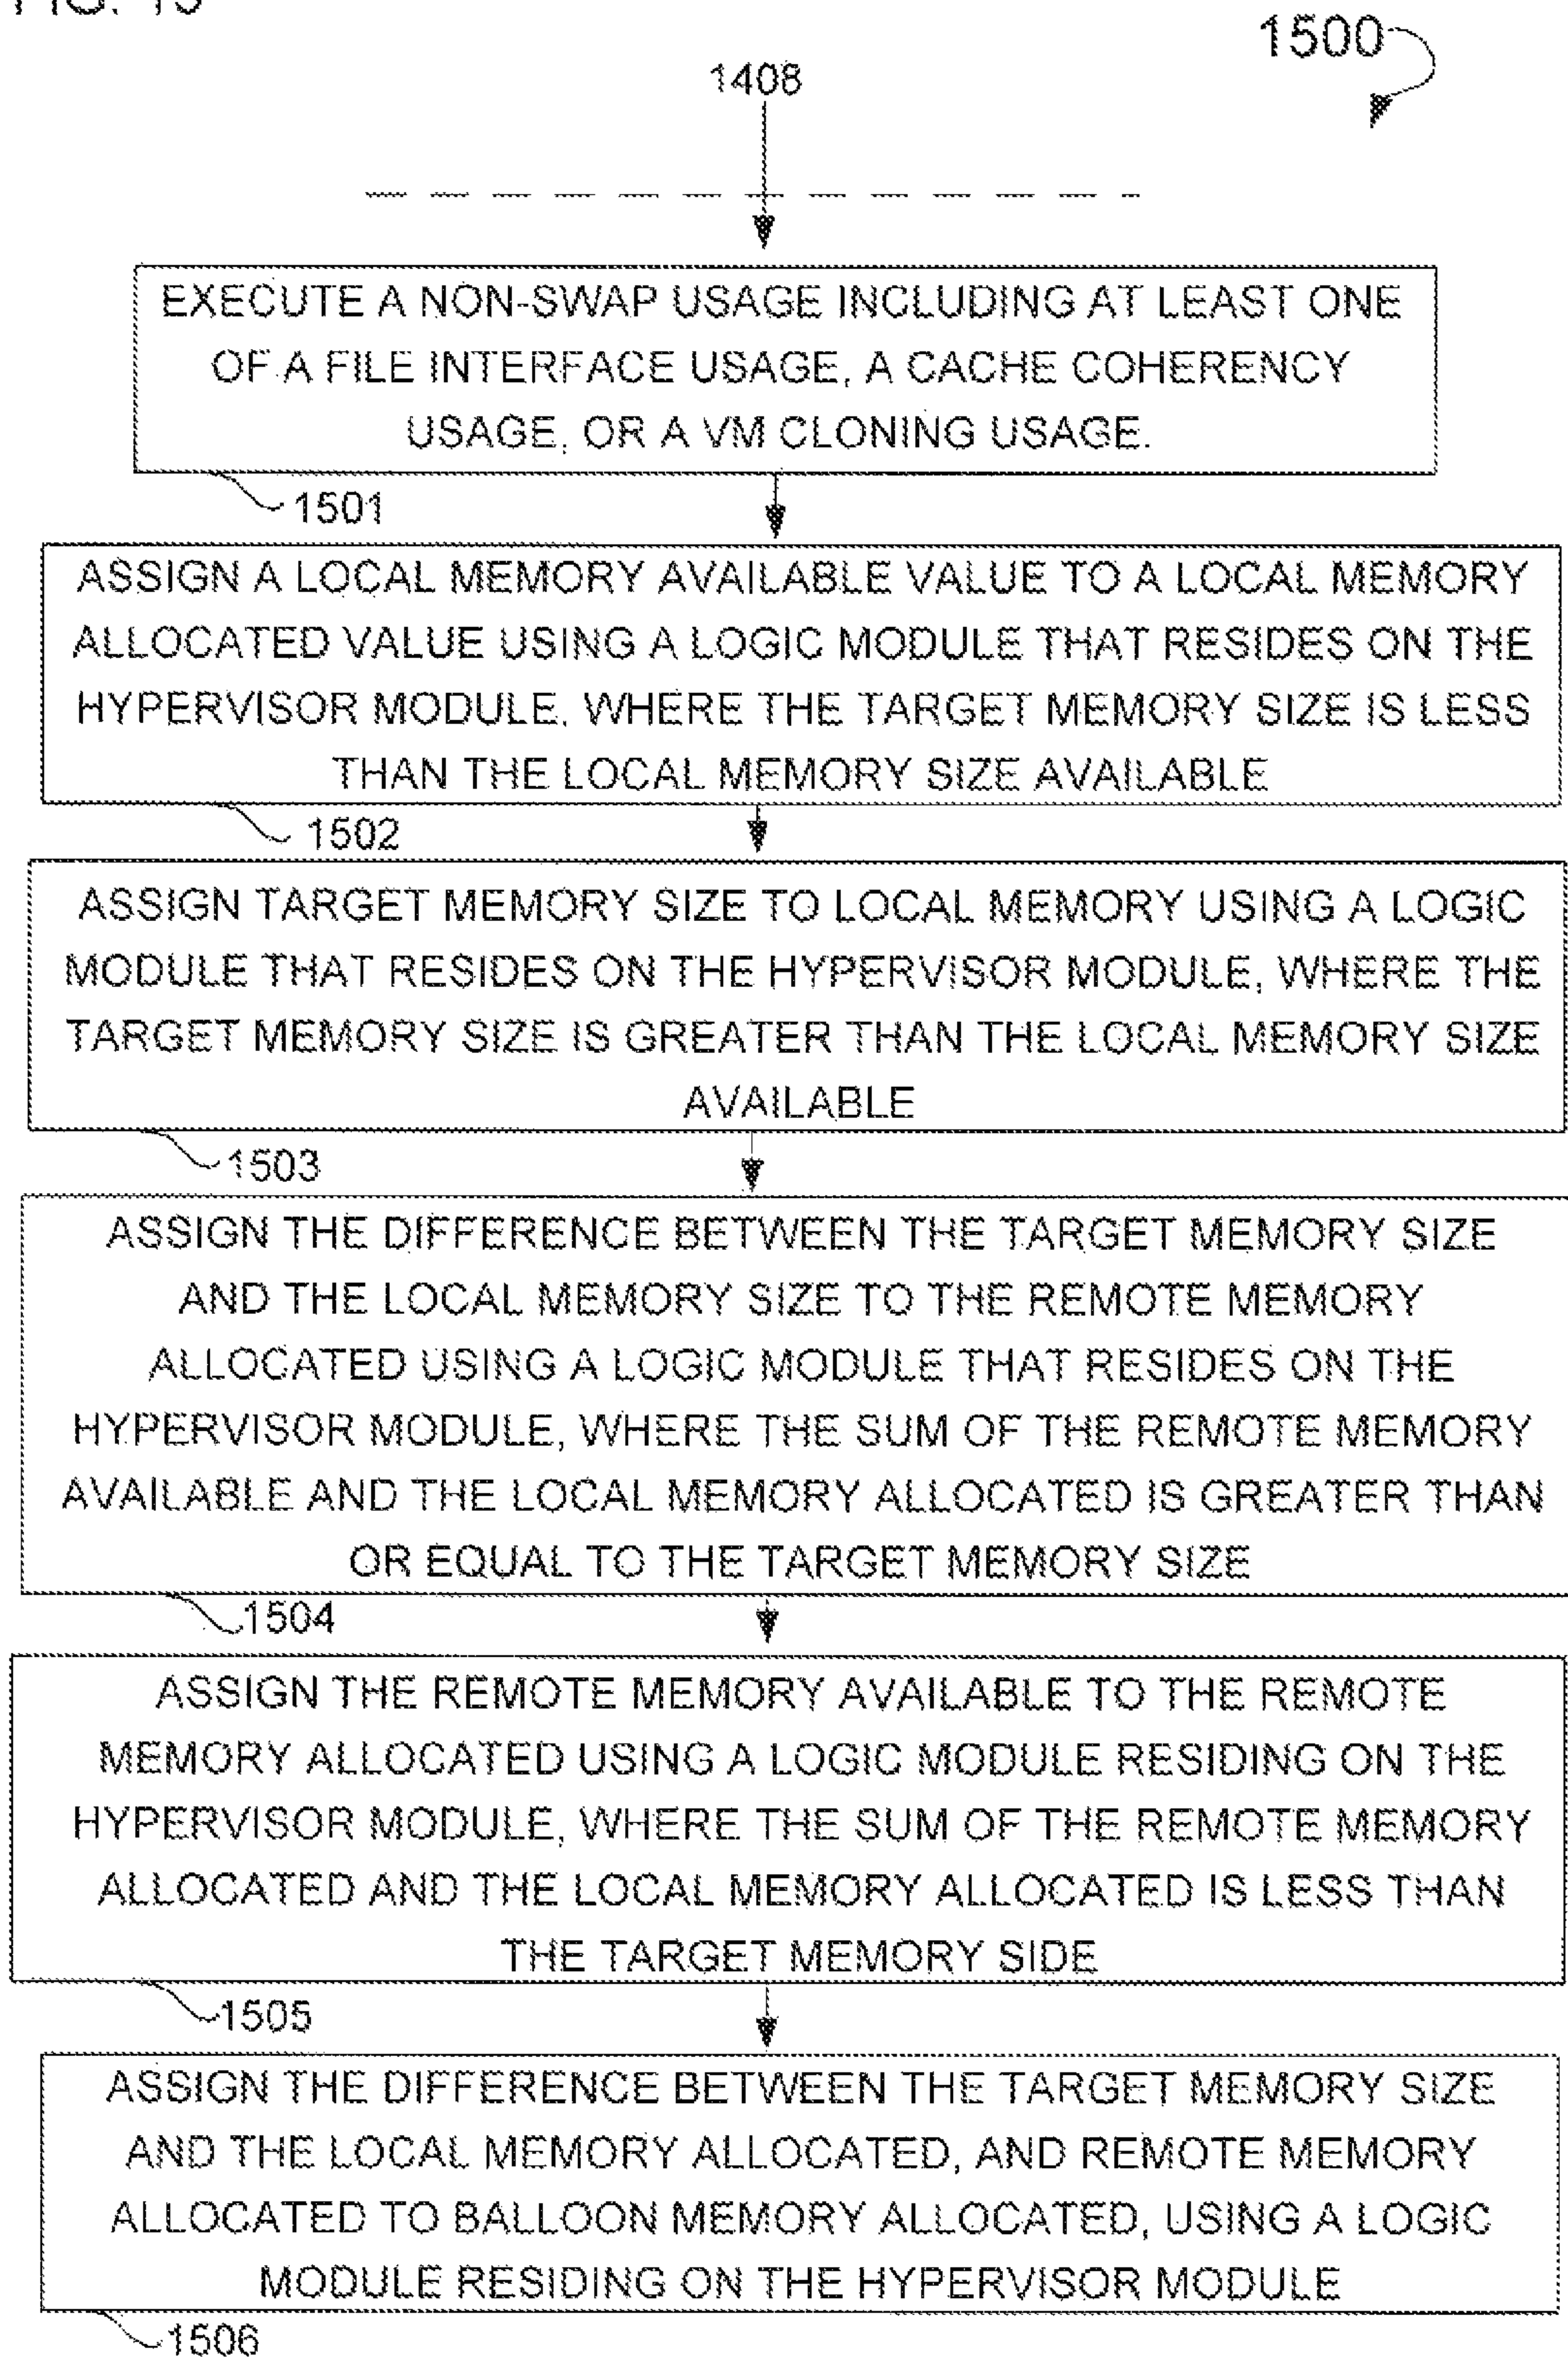 FIG. 15
1500
1408
EXECUTE A NON-SWAP USAGE INCLUDING AT LEAST ONE
OF A FILE INTERFACE USAGE, A CACHE COHERENCY
USAGE, OR A VM CLONING USAGE.
1501
ASSIGN A LOCAL MEMORY AVAILABLE VALUE TO A LOCAL MEMORY
ALLOCATED VALUE USING A LOGIC MODULE THAT RESIDES ON THE
HYPERVISOR MODULE, WHERE THE TARGET MEMORY SIZE IS LESS
THAN THE LOCAL MEMORY SIZE AVAILABLE
1502
ASSIGN TARGET MEMORY SIZE TO LOCAL MEMORY USING A LOGIC
MODULE THAT RESIDES ON THE HYPERVISOR MODULE, WHERE THE
TARGET MEMORY SIZE IS GREATER THAN THE LOCAL MEMORY SIZE
AVAILABLE
1503
ASSIGN THE DIFFERENCE BETWEEN THE TARGET MEMORY SIZE
AND THE LOCAL MEMORY SIZE TO THE REMOTE MEMORY
ALLOCATED USING A LOGIC MODULE THAT RESIDES ON THE
HYPERVISOR MODULE, WHERE THE SUM OF THE REMOTE MEMORY
AVAILABLE AND THE LOCAL MEMORY ALLOCATED IS GREATER THAN
OR EQUAL TO THE TARGET MEMORY SIZE
1504
ASSIGN THE REMOTE MEMORY AVAILABLE TO THE REMOTE
MEMORY ALLOCATED USING A LOGIC MODULE RESIDING ON THE
HYPERVISOR MODULE, WHERE THE SUM OF THE REMOTE MEMORY
ALLOCATED AND THE LOCAL MEMORY ALLOCATED IS LESS THAN
THE TARGET MEMORY SIDE
1505
ASSIGN THE DIFFERENCE BETWEEN THE TARGET MEMORY SIZE
AND THE LOCAL MEMORY ALLOCATED, AND REMOTE MEMORY
ALLOCATED TO BALLOON MEMORY ALLOCATED, USING A LOGIC
MODULE RESIDING ON THE HYPERVISOR MODULE
1506